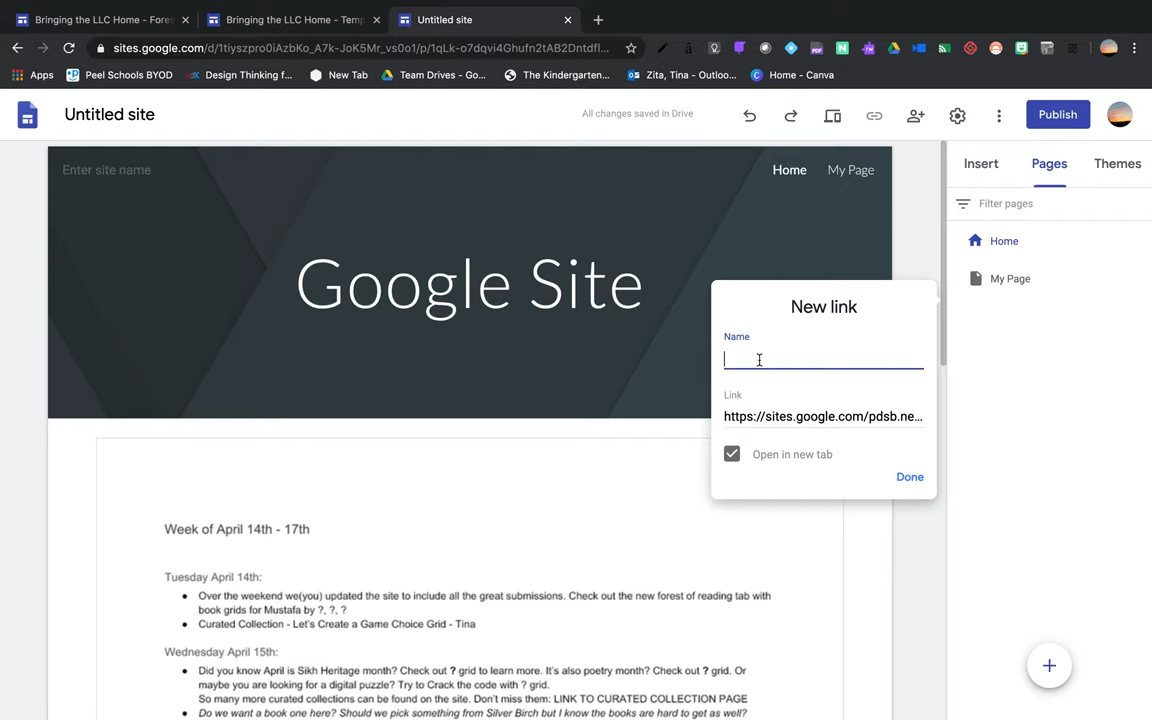 Bringing the LLC Home - Fores
Bringing the LLC Home - Temp
Untitled site
sites.google.com/d/1tiyszpro0iAzbKo_A7k-JoK5Mr_vs0o1/p/1qLk-o7dqvi4Ghufn2tAB2Dntdfl...
Apps
Peel Schools BYOD
Design Thinking f...
New Tab
Team Drives - Go...
The Kindergarten...
Zita, Tina - Outloo...
Home - Canva
Untitled site
All changes saved in Drive
Publish
Enter site name
Home
My Page
Google Site
Insert
Pages
Themes
Filter pages
Home
My Page
New link
Name
Link
https://sites.google.com/pdsb.ne...
Open in new tab
Done
Week of April 14th - 17th
Tuesday April 14th:
• Over the weekend we(you) updated the site to include all the great submissions. Check out the new forest of reading tab with
book grids for Mustafa by ?, ?, ?
• Curated Collection - Let's Create a Game Choice Grid - Tina
Wednesday April 15th:
• Did you know April is Sikh Heritage month? Check out ? grid to learn more. It's also poetry month? Check out ? grid. Or
maybe you are looking for a digital puzzle? Try to Crack the code with ? grid.
So many more curated collections can be found on the site. Don't miss them: LINK TO CURATED COLLECTION PAGE
• Do we want a book one here? Should we pick something from Silver Birch but I know the books are hard to get as well?